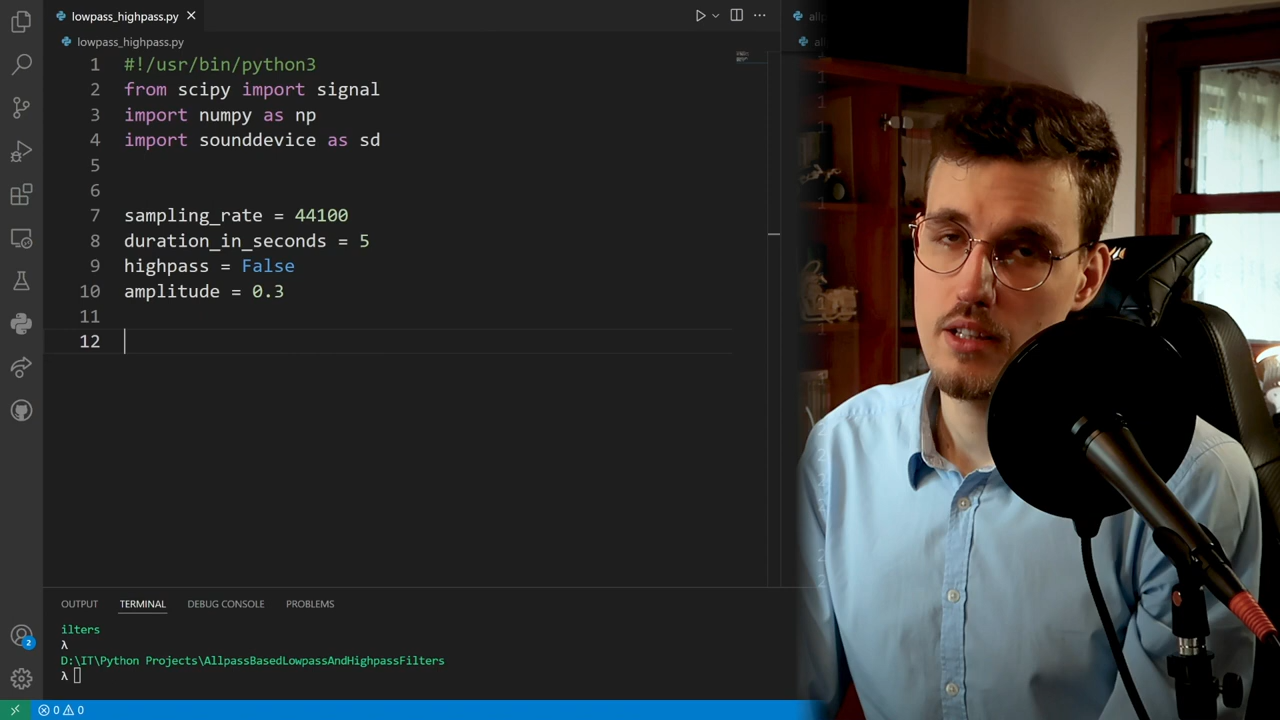 lowpass_highpass.py
lowpass_highpass.py
1 #!/usr/bin/python3
2 from scipy import signal
3 import numpy as np
4 import sounddevice as sd
5
6
7 sampling_rate = 44100
8 duration_in_seconds = 5
9 highpass = False
10 amplitude = 0.3
11
12
OUTPUT TERMINAL DEBUG CONSOLE PROBLEMS
ilters
λ
D:\IT\Python Projects\AllpassBasedLowpassAndHighpassFilters
λ
2
0 0